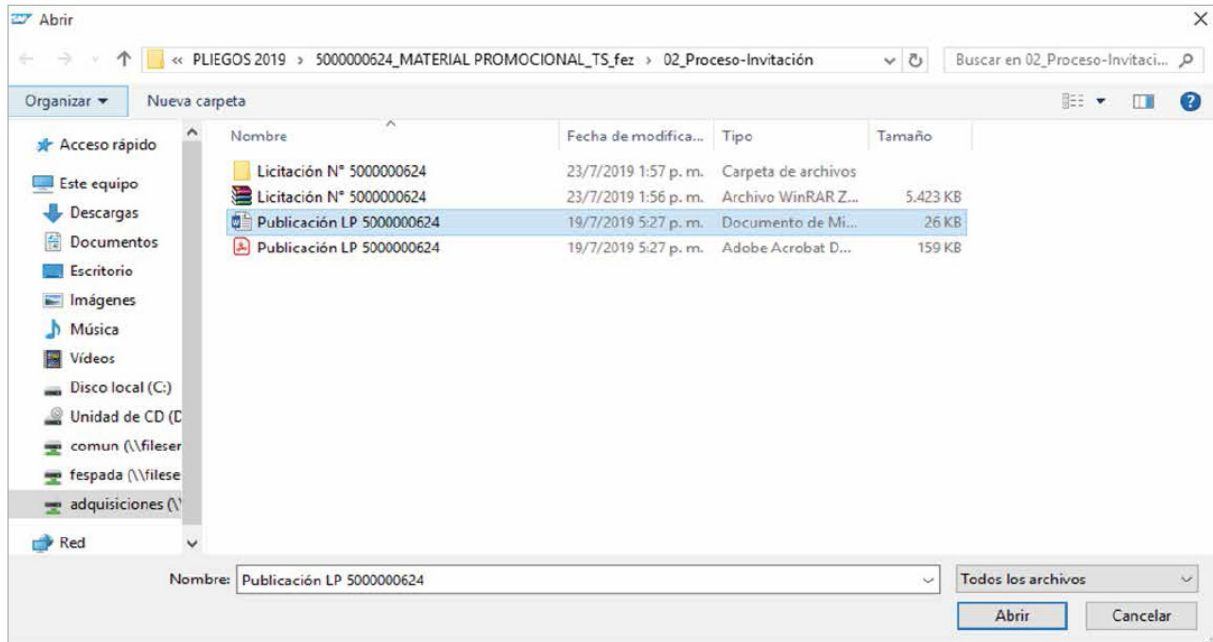 SAP Abrir
« PLIEGOS 2019 › 5000000624_MATERIAL PROMOCIONAL_TS_fez › 02_Proceso-Invitación
Buscar en 02_Proceso-Invitaci...
Organizar Nueva carpeta
Nombre Fecha de modifica... Tipo Tamaño
Licitación N° 5000000624 23/7/2019 1:57 p. m. Carpeta de archivos
Licitación N° 5000000624 23/7/2019 1:56 p. m. Archivo WinRAR Z... 5.423 KB
Publicación LP 5000000624 19/7/2019 5:27 p. m. Documento de Mi... 26 KB
Publicación LP 5000000624 19/7/2019 5:27 p. m. Adobe Acrobat D... 159 KB
Acceso rápido
Este equipo
Descargas
Documentos
Escritorio
Imágenes
Música
Vídeos
Disco local (C:)
Unidad de CD (D
comun (\\fileser
fespada (\\filese
adquisiciones (\\
Red
Nombre: Publicación LP 5000000624 Todos los archivos
Abrir Cancelar